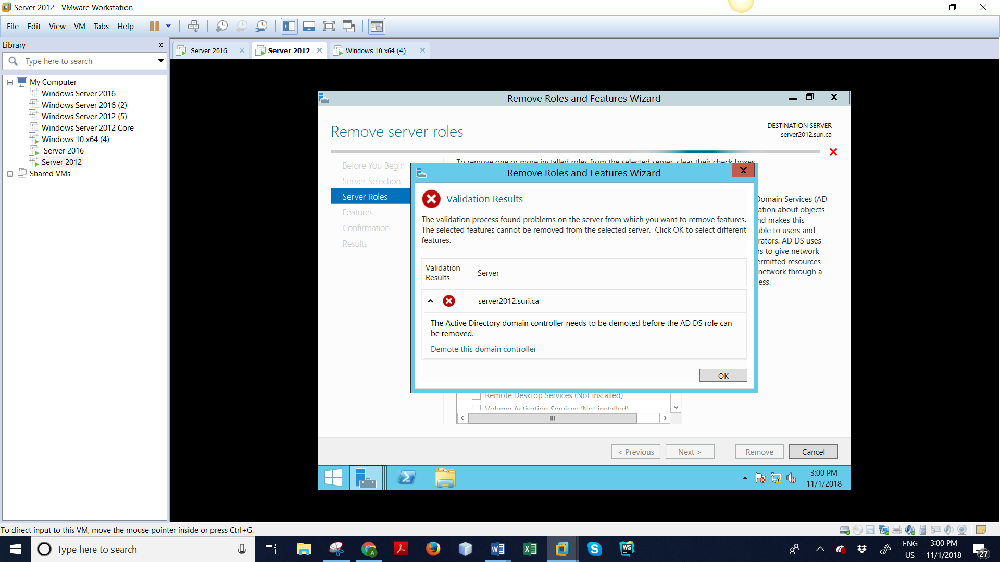 Server 2012 - VMware Workstation
File Edit View VM Tabs Help
Library
Type here to search
My Computer
Windows Server 2016
Windows Server 2016 (2)
Windows Server 2012 (5)
Windows Server 2012 Core
Windows 10 x64 (4)
Server 2016
Server 2012
Shared VMs
Server 2016
Server 2012
Windows 10 x64 (4)
Remove Roles and Features Wizard
Remove server roles
DESTINATION SERVER
server2012.suri.ca
Before You Begin
Server Selection
Server Roles
Features
Confirmation
Results
To remove one or more installed roles from the selected server, clear their check boxes.
Domain Services (AD
ation about objects
nd makes this
able to users and
rators. AD DS uses
rs to give network
ermitted resources
network through a
ess.
Remove Roles and Features Wizard
Validation Results
The validation process found problems on the server from which you want to remove features.
The selected features cannot be removed from the selected server.  Click OK to select different
features.
Validation
Results
Server
server2012.suri.ca
The Active Directory domain controller needs to be demoted before the AD DS role can
be removed.
Demote this domain controller
OK
Remote Desktop Services (Not installed)
Volume Activation Services (Not installed)
< Previous
Next >
Remove
Cancel
3:00 PM
11/1/2018
To direct input to this VM, move the mouse pointer inside or press Ctrl+G.
Type here to search
ENG
US
3:00 PM
11/1/2018
27